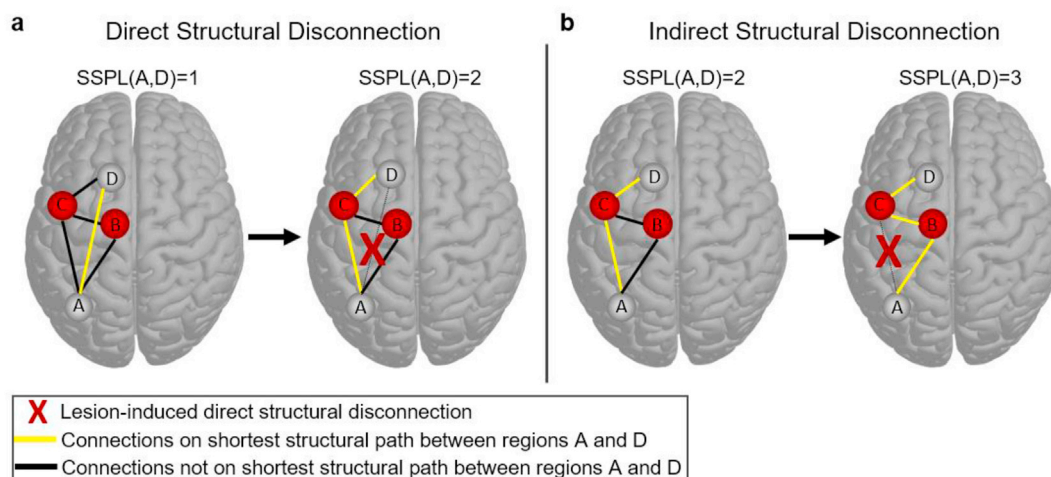 a
Direct Structural Disconnection
b
Indirect Structural Disconnection
SSPL(A,D)=1
SSPL(A,D)=2
SSPL(A,D)=2
SSPL(A,D)=3
D
C
B
A
D
C
B
X
A
D
C
B
A
D
C
B
X
A
X Lesion-induced direct structural disconnection
Connections on shortest structural path between regions A and D
Connections not on shortest structural path between regions A and D